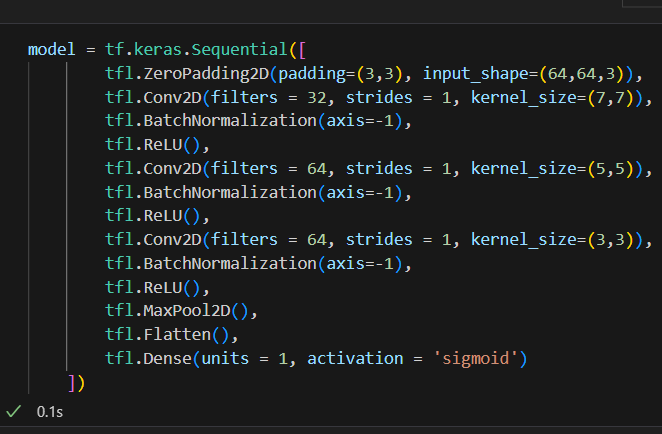 model = tf.keras.Sequential([
tfl.ZeroPadding2D(padding=(3,3), input_shape=(64,64,3)),
tfl.Conv2D(filters = 32, strides = 1, kernel_size=(7,7)),
tfl.BatchNormalization(axis=-1),
tfl.ReLU(),
tfl.Conv2D(filters = 64, strides = 1, kernel_size=(5,5)),
tfl.BatchNormalization(axis=-1),
tfl.ReLU(),
tfl.Conv2D(filters = 64, strides = 1, kernel_size=(3,3)),
tfl.BatchNormalization(axis=-1),
tfl.ReLU(),
tfl.MaxPool2D(),
tfl.Flatten(),
tfl.Dense(units = 1, activation = 'sigmoid')
])
0.1s